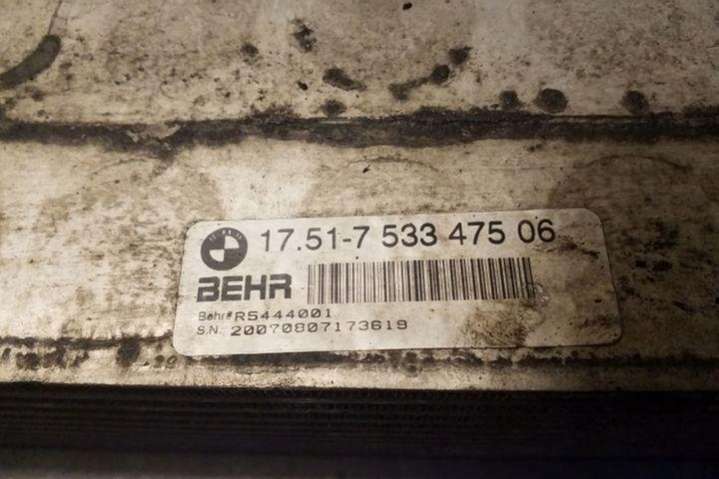 17.51-7 533 475 06
BEHR
Behr# R5444001
S.N. 20070807173619